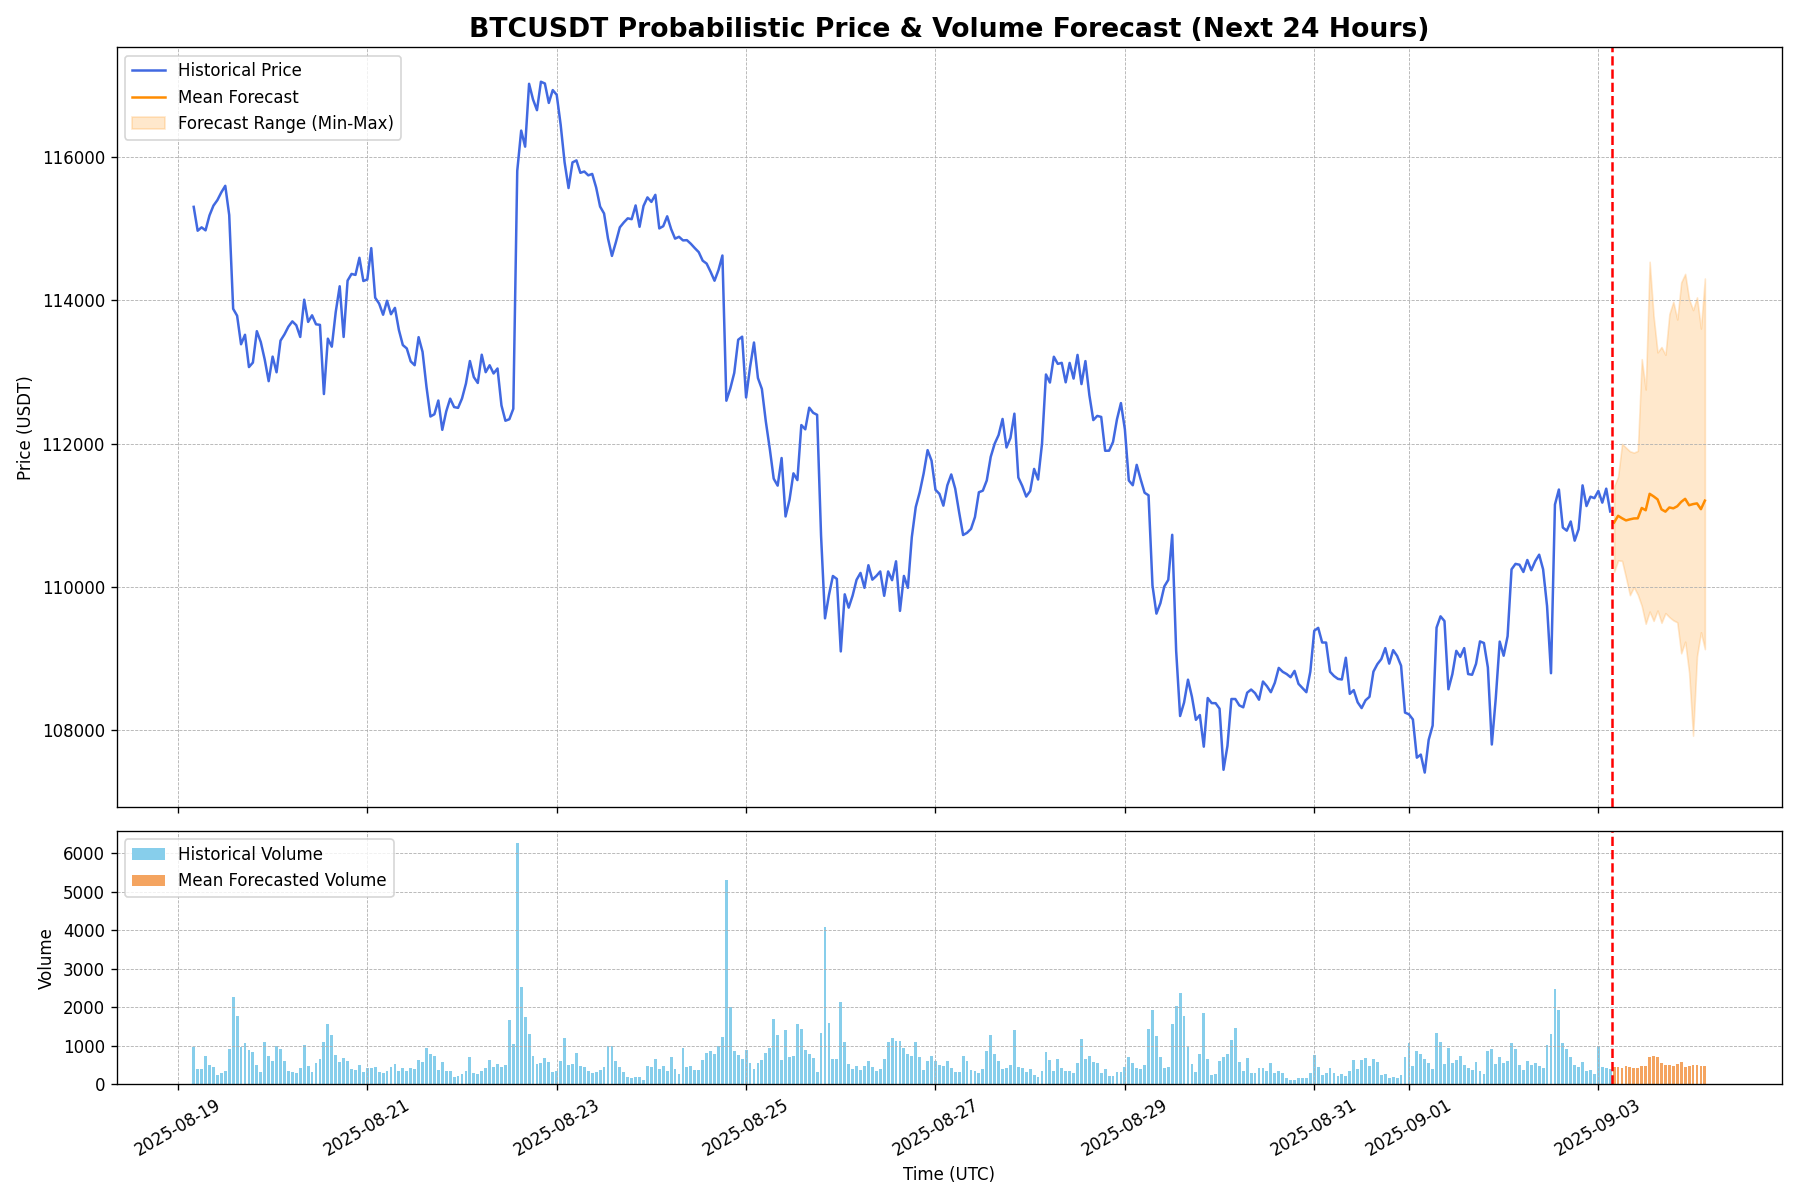 BTCUSDT Probabilistic Price & Volume Forecast (Next 24 Hours)
Historical Price
Mean Forecast
Forecast Range (Min-Max)
116000
114000
112000
110000
108000
Price (USDT)
Historical Volume
Mean Forecasted Volume
6000
5000
4000
3000
2000
1000
0
Volume
2025-08-19
2025-08-21
2025-08-23
2025-08-25
2025-08-27
2025-08-29
2025-08-31
2025-09-01
2025-09-03
Time (UTC)